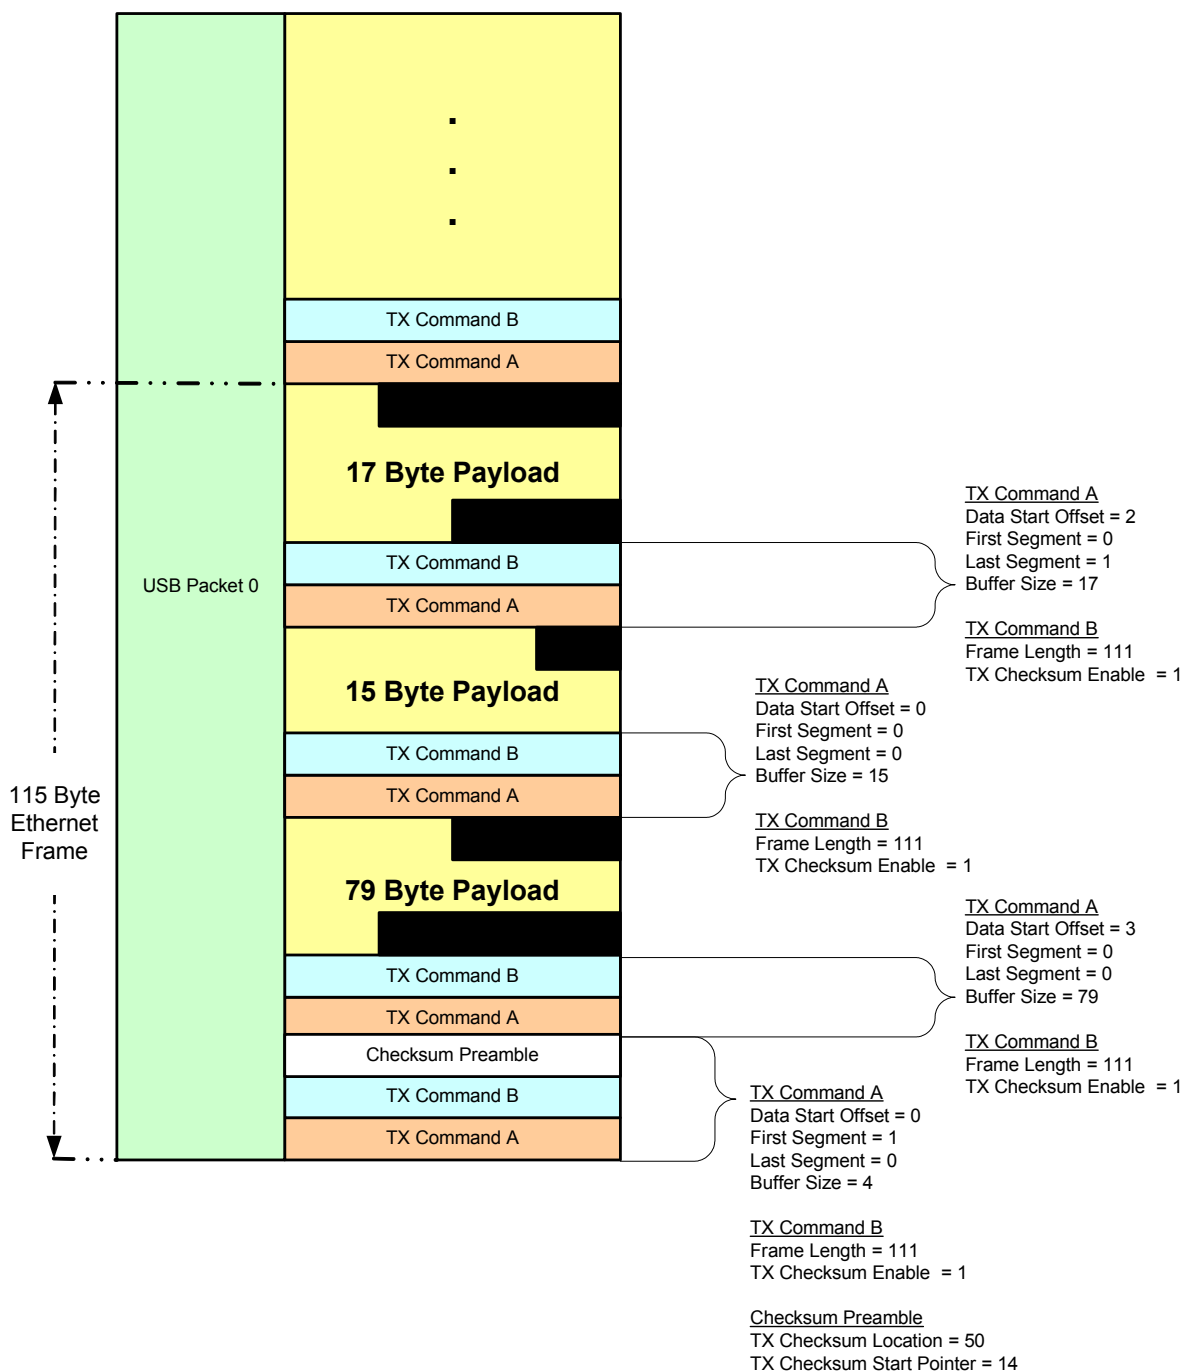 TX Command B
TX Command A
17 Byte Payload
TX Command B
TX Command A
USB Packet 0
15 Byte Payload
TX Command B
TX Command A
79 Byte Payload
TX Command B
TX Command A
Checksum Preamble
TX Command B
TX Command A
115 Byte
Ethernet
Frame
TX Command A
Data Start Offset = 2
First Segment = 0
Last Segment = 1
Buffer Size = 17
TX Command B
Frame Length = 111
TX Checksum Enable = 1
TX Command A
Data Start Offset = 0
First Segment = 0
Last Segment = 0
Buffer Size = 15
TX Command B
Frame Length = 111
TX Checksum Enable = 1
TX Command A
Data Start Offset = 3
First Segment = 0
Last Segment = 0
Buffer Size = 79
TX Command B
Frame Length = 111
TX Checksum Enable = 1
TX Command A
Data Start Offset = 0
First Segment = 1
Last Segment = 0
Buffer Size = 4
TX Command B
Frame Length = 111
TX Checksum Enable = 1
Checksum Preamble
TX Checksum Location = 50
TX Checksum Start Pointer = 14